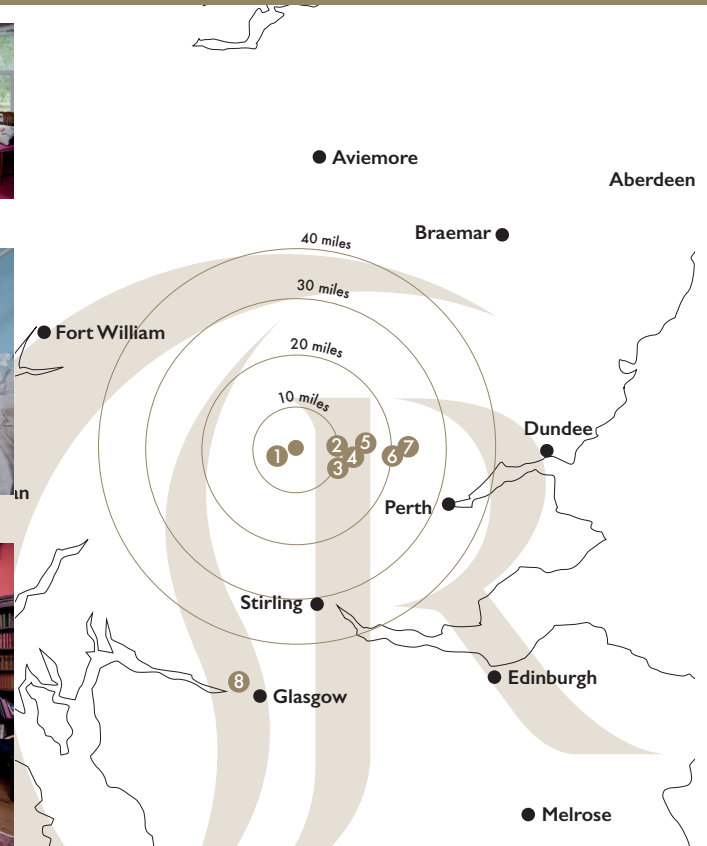 Aviemore
Aberdeen
Braemar
40 miles
30 miles
Fort William
20 miles
10 miles
Dundee
5
2
7
1
4
6
3
an
Perth
Stirling
8
Edinburgh
Glasgow
Melrose